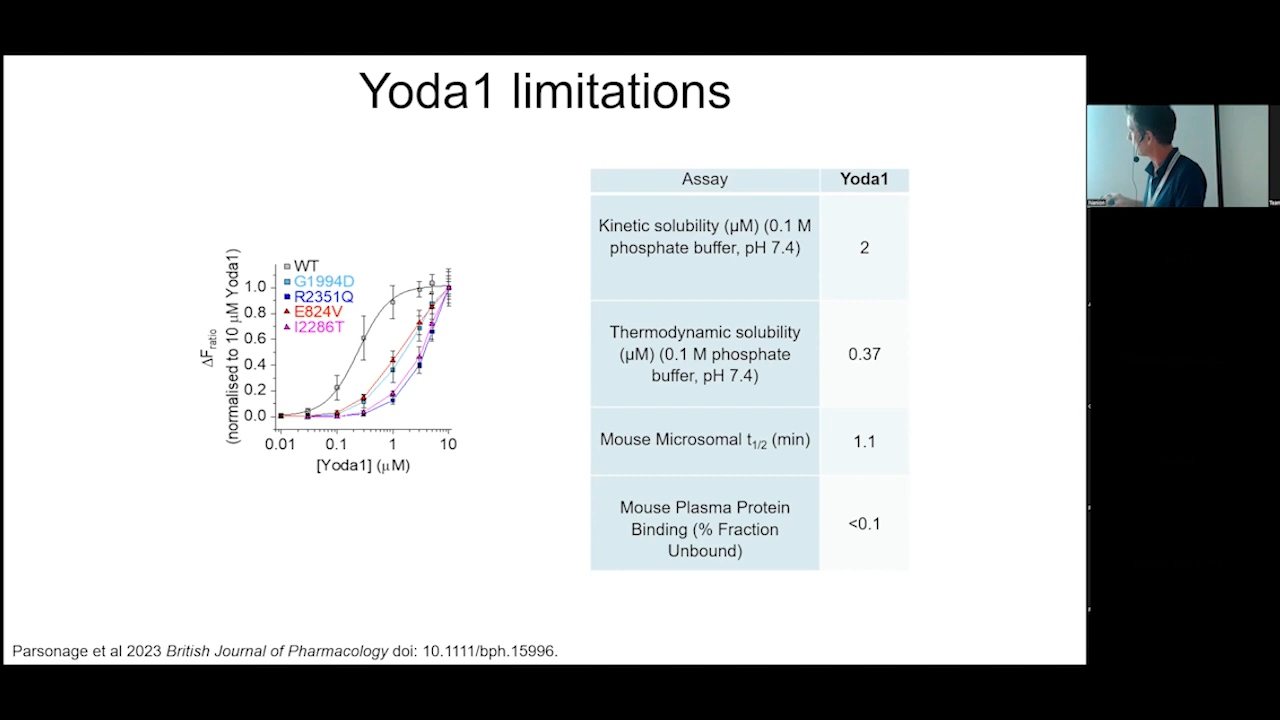 Yoda1 limitations
ΔFratio
(normalised to 10 μM Yoda1)
1.0
0.8
0.6
0.4
0.2
0.0
WT
G1994D
R2351Q
E824V
I2286T
0.01
0.1
1
10
[Yoda1] (μM)
Assay
Yoda1
Kinetic solubility (μM) (0.1 M
phosphate buffer, pH 7.4)
2
Thermodynamic solubility
(μM) (0.1 M phosphate
buffer, pH 7.4)
0.37
Mouse Microsomal t1/2 (min)
1.1
Mouse Plasma Protein
Binding (% Fraction
Unbound)
<0.1
Parsonage et al 2023 British Journal of Pharmacology doi: 10.1111/bph.15996.